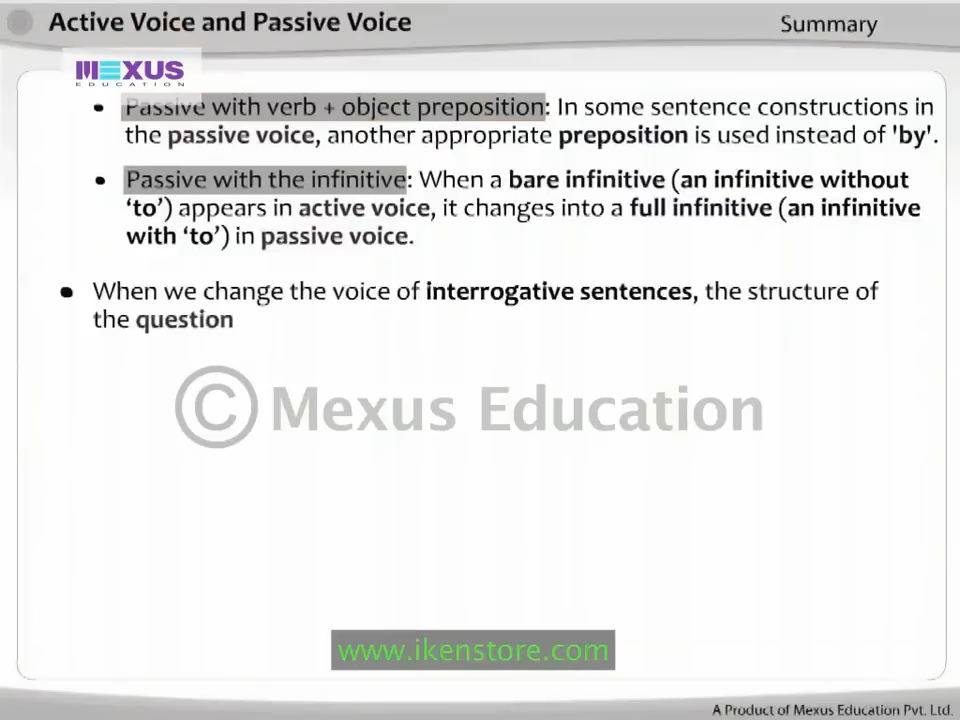 Active Voice and Passive Voice
Summary
MEXUS
EDUCATION
• Passive with verb + object preposition: In some sentence constructions in
the passive voice, another appropriate preposition is used instead of 'by'.
• Passive with the infinitive: When a bare infinitive (an infinitive without
‘to’) appears in active voice, it changes into a full infinitive (an infinitive
with ‘to’) in passive voice.
• When we change the voice of interrogative sentences, the structure of
the question
© Mexus Education
www.ikenstore.com
A Product of Mexus Education Pvt. Ltd.